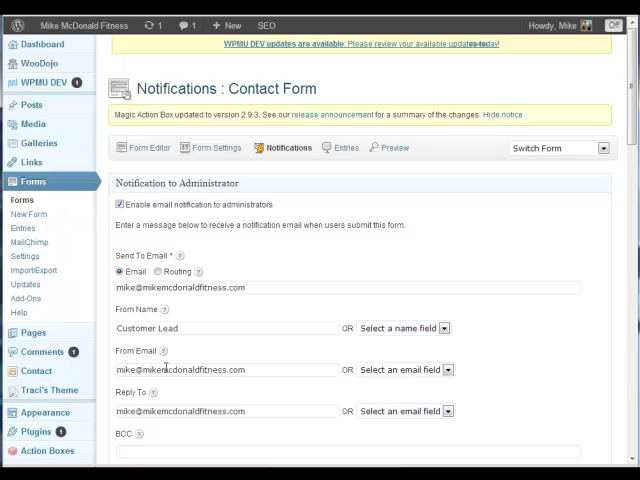 Mike McDonald Fitness 1 1 + New SEO Howdy, Mike Off
Dashboard
WooDojo
WPMU DEV 1
Posts
Media
Galleries
Links
Forms
Forms
New Form
Entries
MailChimp
Settings
Import/Export
Updates
Add-Ons
Help
Pages
Comments 1
Contact
Traci's Theme
Appearance
Plugins 1
Action Boxes
WPMU DEV updates are available: Please review your available updates today!
Notifications : Contact Form
Magic Action Box updated to version 2.9.3. See our release announcement for a summary of the changes. Hide notice
Form Editor Form Settings Notifications Entries Preview Switch Form
Notification to Administrator
Enable email notification to administrators
Enter a message below to receive a notification email when users submit this form.
Send To Email * ?
Email Routing ?
mike@mikemcdonaldfitness.com
From Name ?
Customer Lead OR Select a name field
From Email ?
mike@mikemcdonaldfitness.com OR Select an email field
Reply To ?
mike@mikemcdonaldfitness.com OR Select an email field
BCC ?